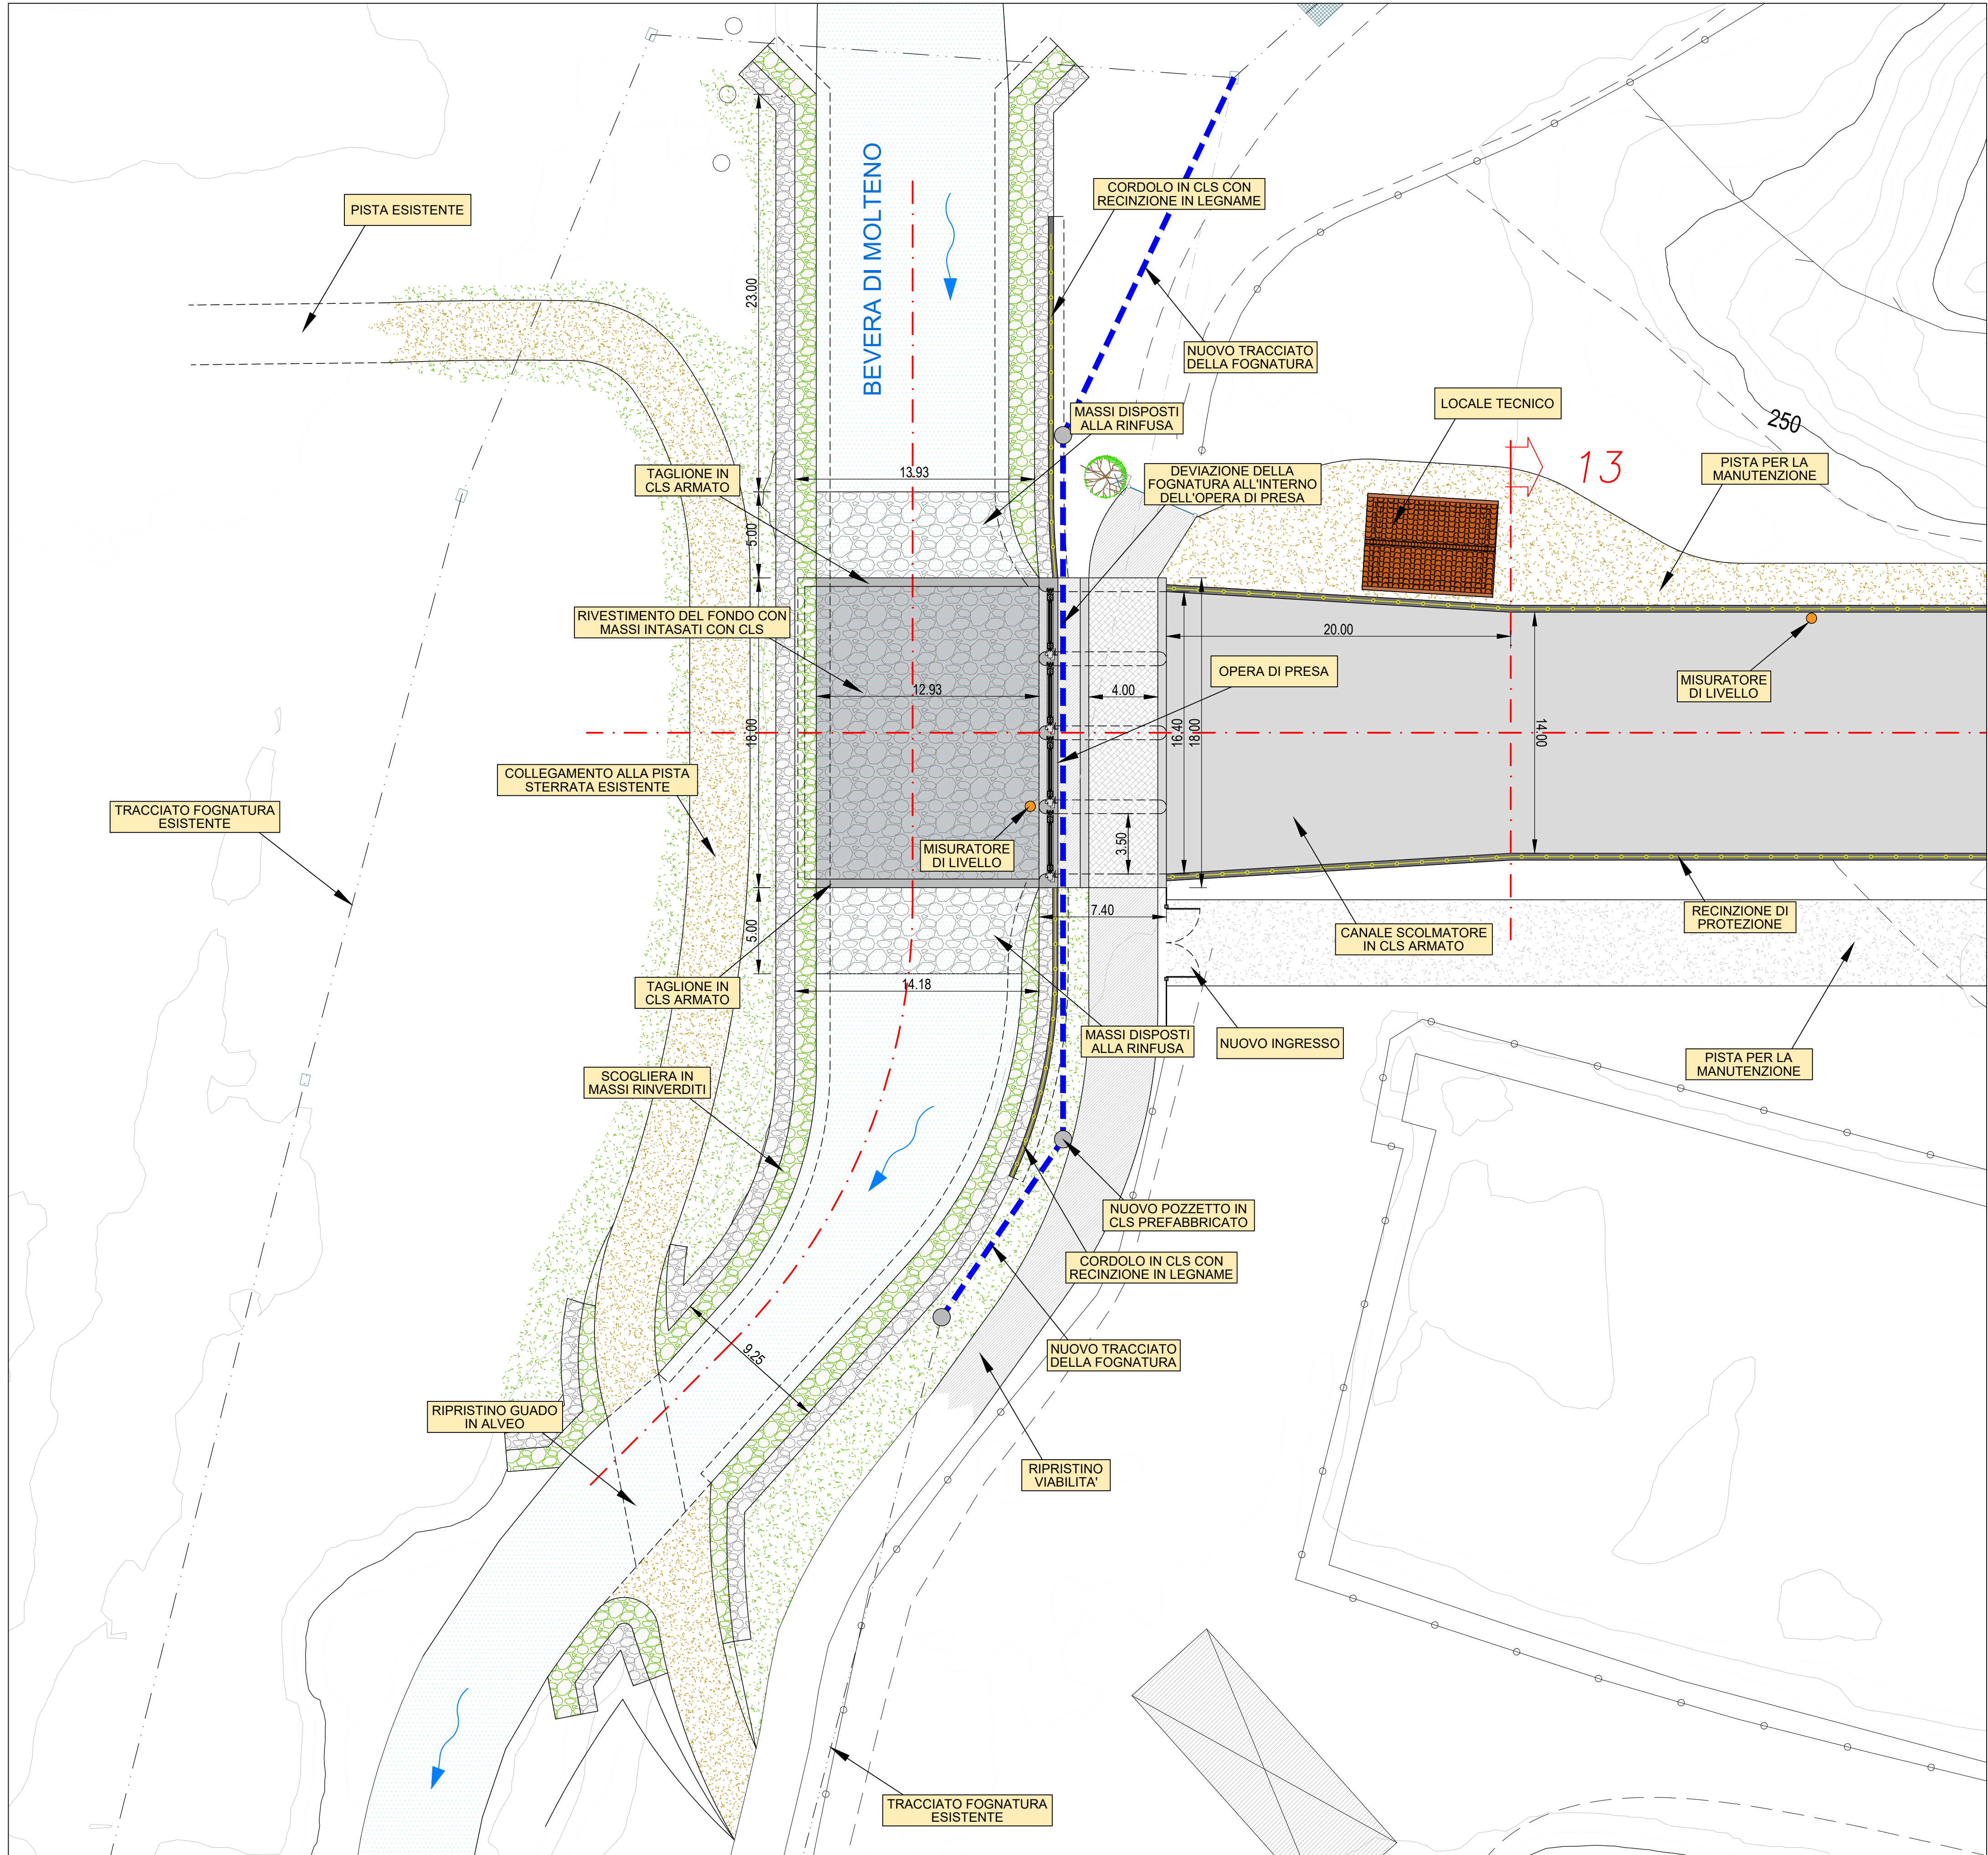 PISTA ESISTENTE
BEVERA DI MOLTENO
CORDOLO IN CLS CON
RECINZIONE IN LEGNAME
23.00
NUOVO TRACCIATO
DELLA FOGNATURA
MASSI DISPOSTI
ALLA RINFUSA
LOCALE TECNICO
250
13
TAGLIONE IN
CLS ARMATO
13.93
DEVIAZIONE DELLA
FOGNATURA ALL'INTERNO
DELL'OPERA DI PRESA
PISTA PER LA
MANUTENZIONE
5.00
RIVESTIMENTO DEL FONDO CON
MASSI INTASATI CON CLS
20.00
OPERA DI PRESA
MISURATORE
DI LIVELLO
12.93
4.00
18.00
16.40
18.00
14.00
COLLEGAMENTO ALLA PISTA
STERRATA ESISTENTE
TRACCIATO FOGNATURA
ESISTENTE
MISURATORE
DI LIVELLO
3.50
5.00
7.40
CANALE SCOLMATORE
IN CLS ARMATO
RECINZIONE DI
PROTEZIONE
TAGLIONE IN
CLS ARMATO
14.18
MASSI DISPOSTI
ALLA RINFUSA
NUOVO INGRESSO
PISTA PER LA
MANUTENZIONE
SCOGLIERA IN
MASSI RINVERDITI
NUOVO POZZETTO IN
CLS PREFABBRICATO
CORDOLO IN CLS CON
RECINZIONE IN LEGNAME
9.25
NUOVO TRACCIATO
DELLA FOGNATURA
RIPRISTINO GUADO
IN ALVEO
RIPRISTINO
VIABILITA'
TRACCIATO FOGNATURA
ESISTENTE